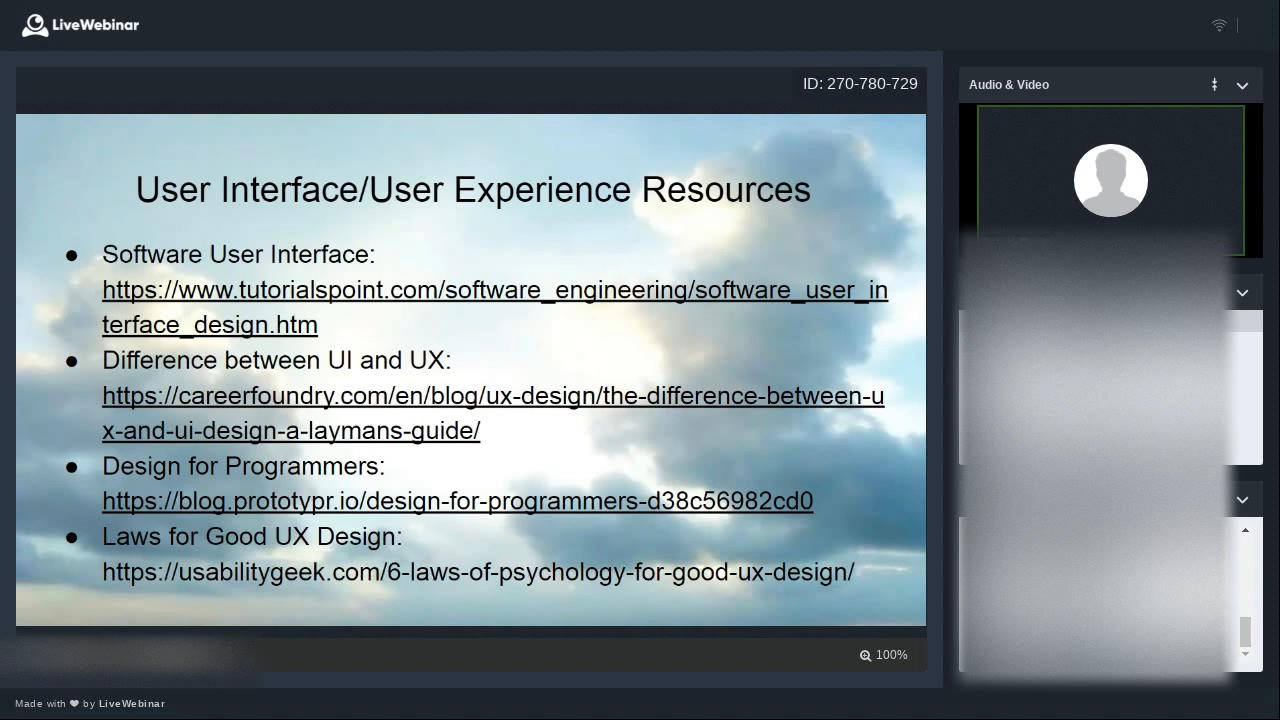 LiveWebinar
ID: 270-780-729
Audio & Video
User Interface/User Experience Resources
● Software User Interface:
https://www.tutorialspoint.com/software_engineering/software_user_in
terface_design.htm
● Difference between UI and UX:
https://careerfoundry.com/en/blog/ux-design/the-difference-between-u
x-and-ui-design-a-laymans-guide/
● Design for Programmers:
https://blog.prototypr.io/design-for-programmers-d38c56982cd0
● Laws for Good UX Design:
https://usabilitygeek.com/6-laws-of-psychology-for-good-ux-design/
100%
Made with ❤ by LiveWebinar